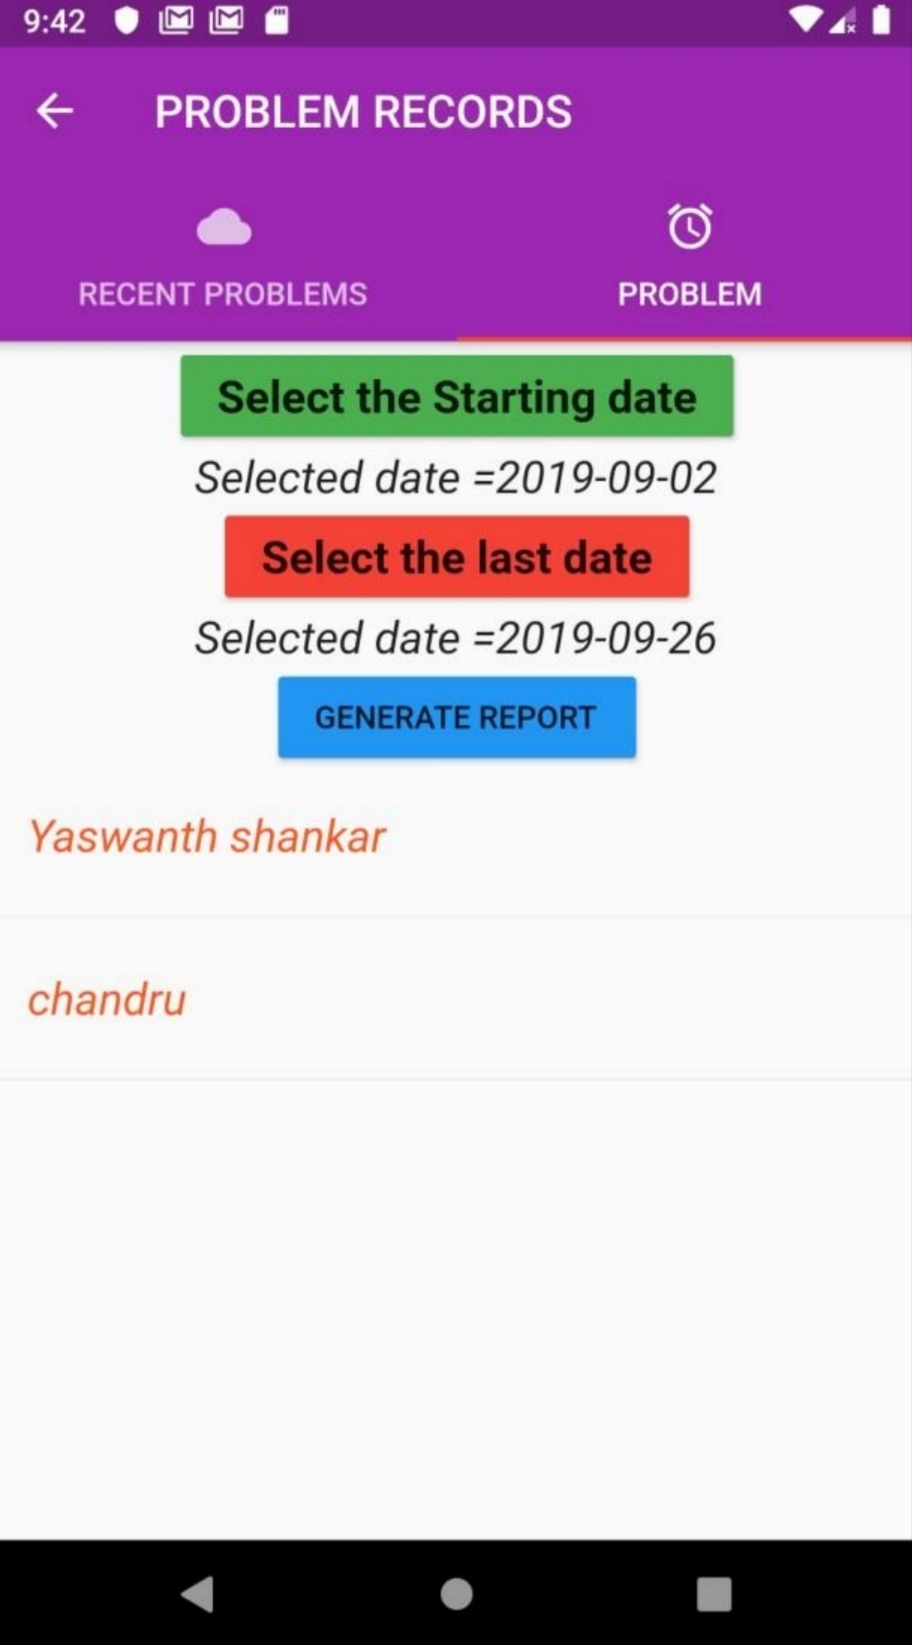 9:42
PROBLEM RECORDS
RECENT PROBLEMS
PROBLEM
Select the Starting date
Selected date =2019-09-02
Select the last date
Selected date =2019-09-26
GENERATE REPORT
Yaswanth shankar
chandru